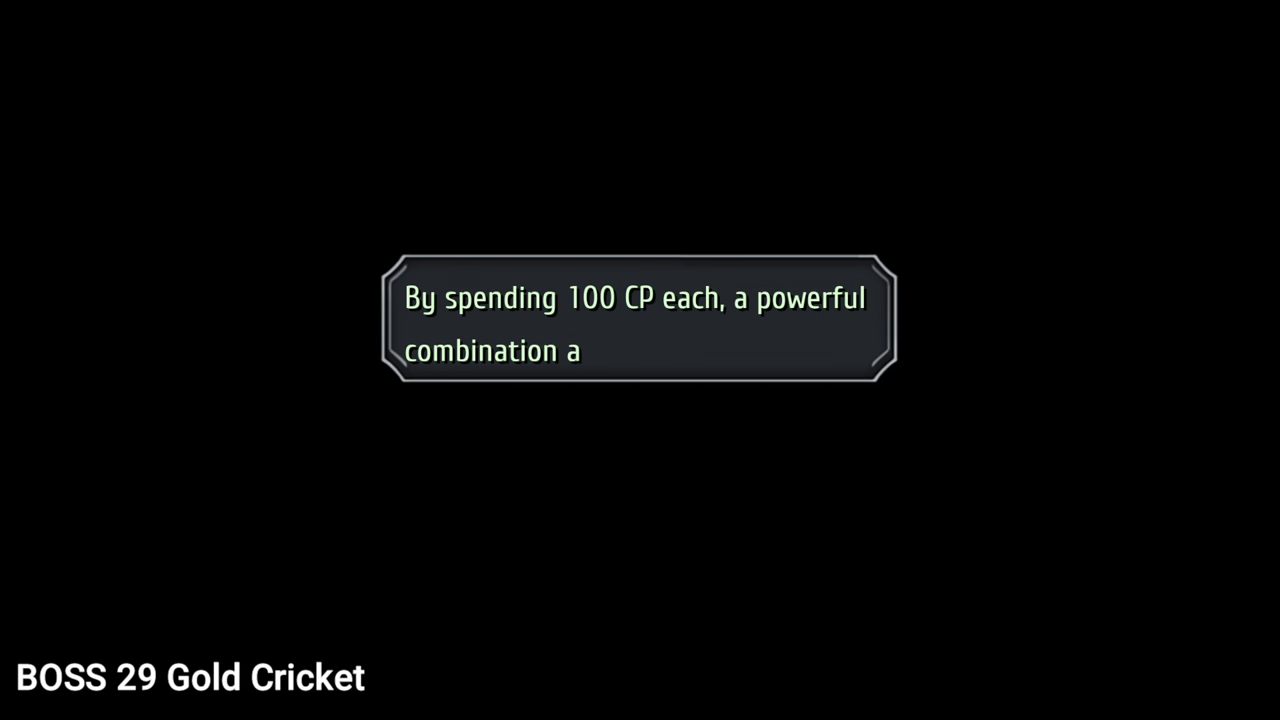 By spending 100 CP each, a powerful
combination a
BOSS 29 Gold Cricket